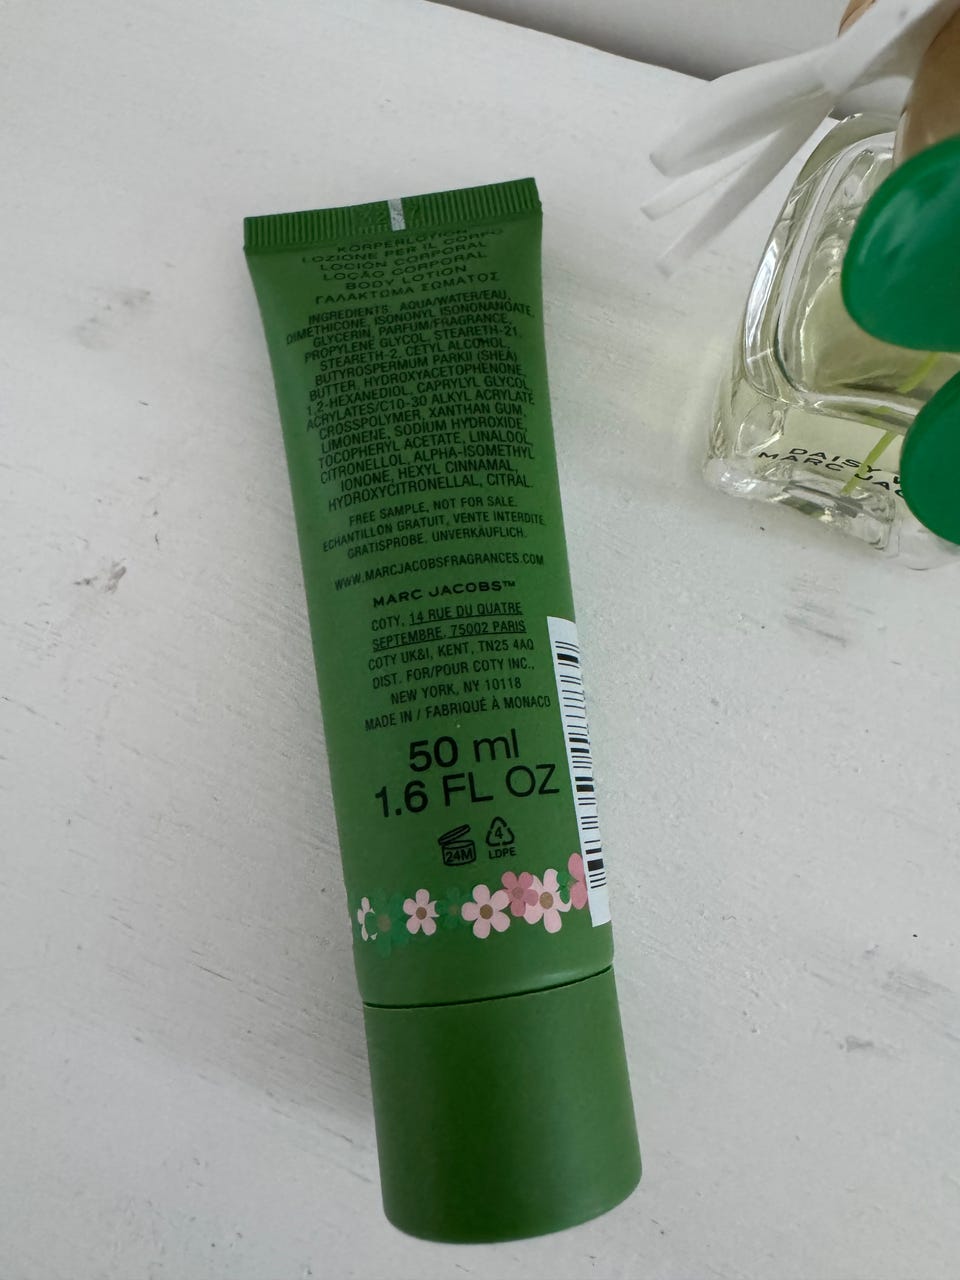 KÖRPERLOTION
LOZIONE PER IL CORPO
LOCIÓN CORPORAL
LOÇÃO CORPORAL
BODY LOTION
ΓΑΛΑΚΤΩΜΑ ΣΩΜΑΤΟΣ
INGREDIENTS: AQUA/WATER/EAU,
DIMETHICONE, ISONONYL ISONONANOATE,
GLYCERIN, PARFUM/FRAGRANCE,
PROPYLENE GLYCOL, STEARETH-21,
STEARETH-2, CETYL ALCOHOL,
BUTYROSPERMUM PARKII (SHEA)
BUTTER, HYDROXYACETOPHENONE,
1,2-HEXANEDIOL, CAPRYLYL GLYCOL,
ACRYLATES/C10-30 ALKYL ACRYLATE
CROSSPOLYMER, XANTHAN GUM,
LIMONENE, SODIUM HYDROXIDE,
TOCOPHERYL ACETATE, LINALOOL,
CITRONELLOL, ALPHA-ISOMETHYL
IONONE, HEXYL CINNAMAL,
HYDROXYCITRONELLAL, CITRAL.
FREE SAMPLE, NOT FOR SALE.
ECHANTILLON GRATUIT, VENTE INTERDITE.
GRATISPROBE. UNVERKÄUFLICH.
WWW.MARCJACOBSFRAGRANCES.COM
MARC JACOBS™
COTY, 14 RUE DU QUATRE
SEPTEMBRE, 75002 PARIS
COTY UK&I, KENT, TN25 4AQ
DIST. FOR/POUR COTY INC.,
NEW YORK, NY 10118
MADE IN / FABRIQUÉ À MONACO
50 ml
1.6 FL OZ
24M
4
LDPE
DAISY
MARC JAC